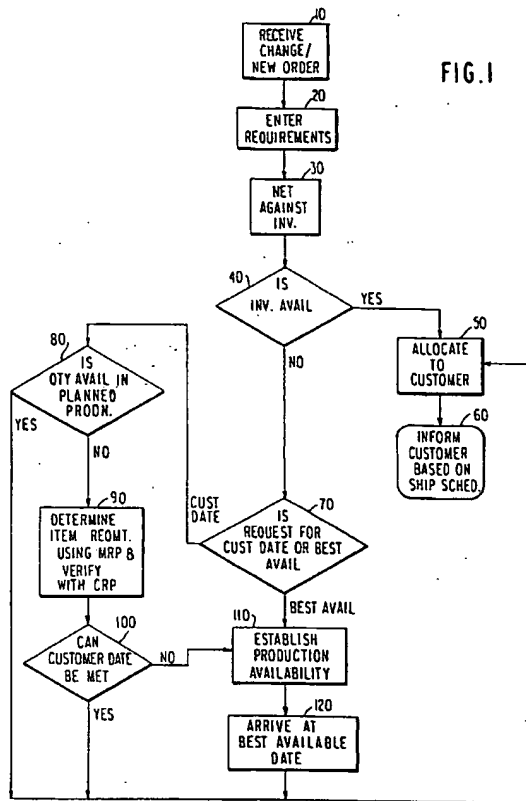 10
RECEIVE
CHANGE/
NEW ORDER
FIG.1
20
ENTER
REQUIREMENTS
30
NET
AGAINST
INV.
40
IS
INV. AVAIL
YES
NO
50
ALLOCATE
TO
CUSTOMER
60
INFORM
CUSTOMER
BASED ON
SHIP SCHED.
80
IS
QTY AVAIL IN
PLANNED
PRODN.
YES
NO
CUST
DATE
70
IS
REQUEST FOR
CUST DATE OR BEST
AVAIL
BEST AVAIL
90
DETERMINE
ITEM REQMT.
USING MRP &
VERIFY
WITH CRP
100
CAN
CUSTOMER DATE
BE MET
NO
YES
110
ESTABLISH
PRODUCTION
AVAILABILITY
120
ARRIVE AT
BEST AVAILABLE
DATE